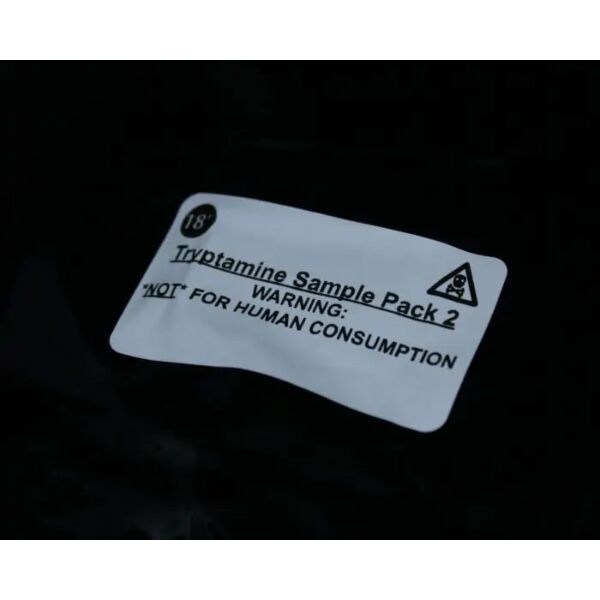 18'
Tryptamine Sample Pack 2
WARNING:
*NOT* FOR HUMAN CONSUMPTION